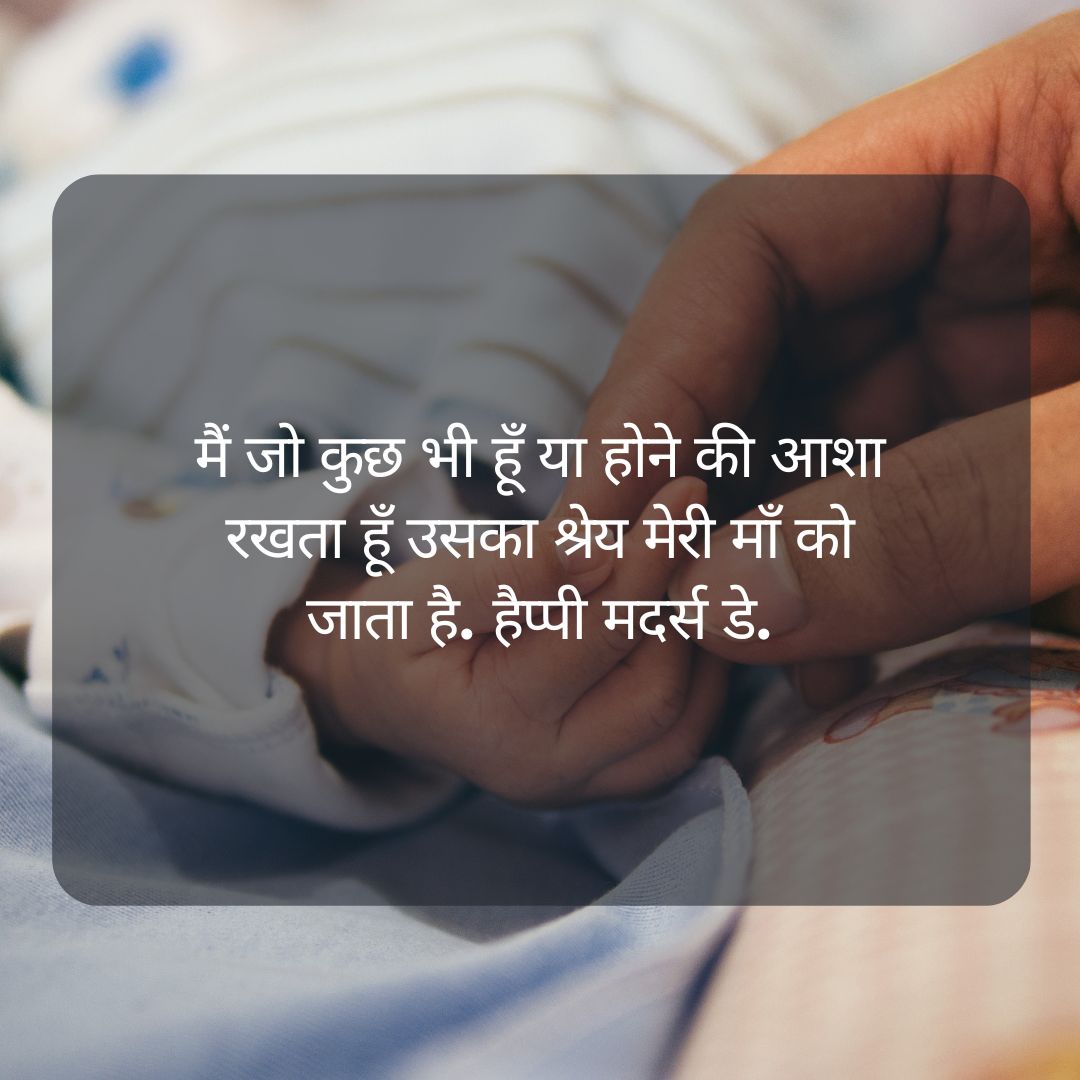 मैं जो कुछ भी हूँ या होने की आशा
रखता हूँ उसका श्रेय मेरी माँ को
जाता है. हैप्पी मदर्स डे.